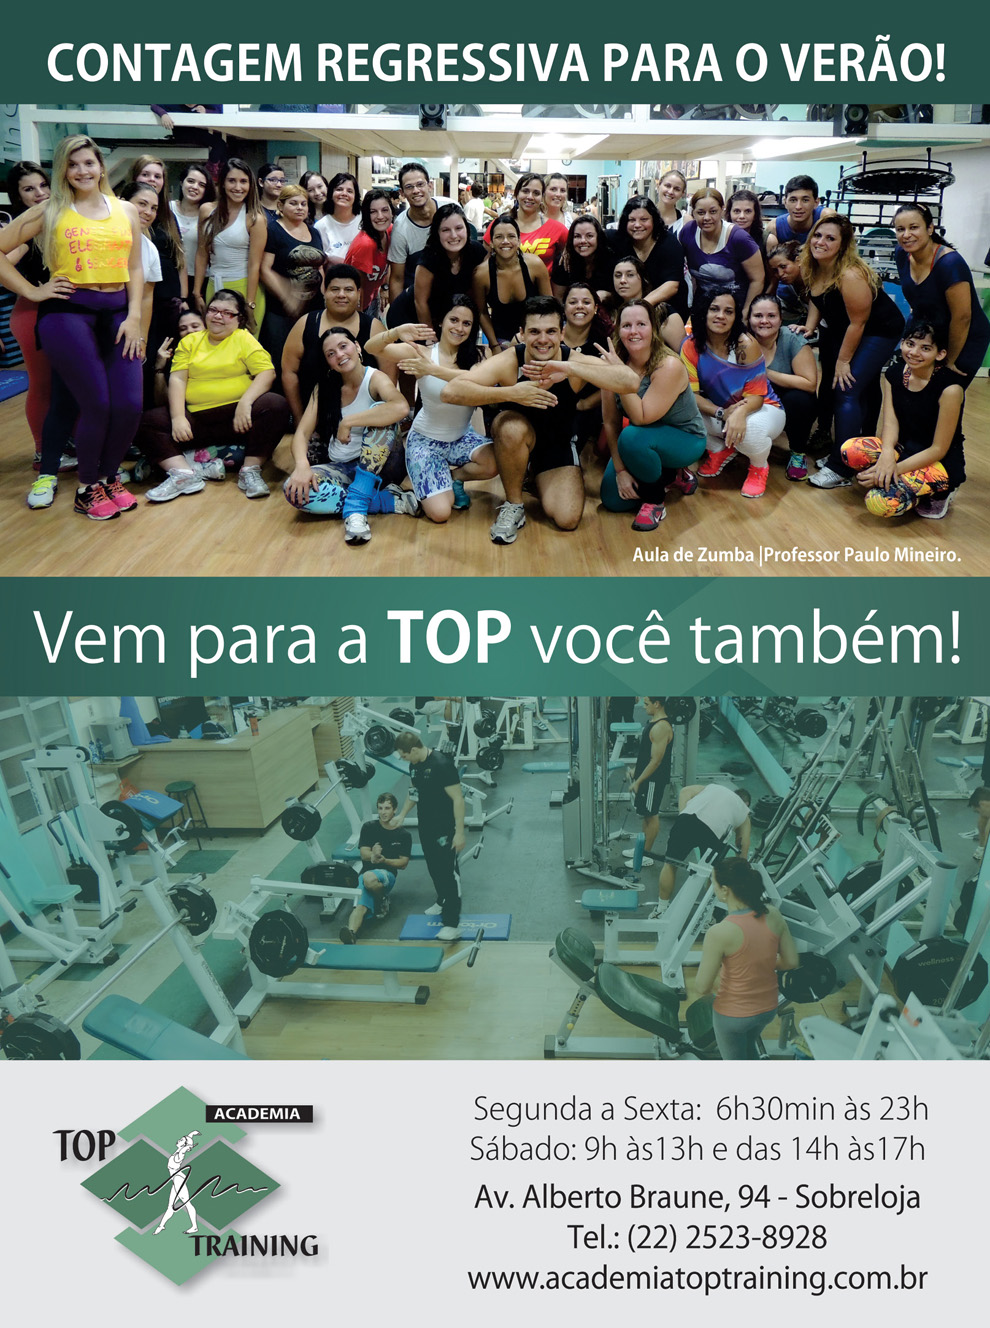 CONTAGEM REGRESSIVA PARA O VERÃO!
Aula de Zumba |Professor Paulo Mineiro.
Vem para a TOP você também!
wellness
ACADEMIA
TOP
TRAINING
Segunda a Sexta: 6h30min às 23h
Sábado: 9h às13h e das 14h às17h
Av. Alberto Braune, 94 - Sobreloja
Tel.: (22) 2523-8928
www.academiatoptraining.com.br